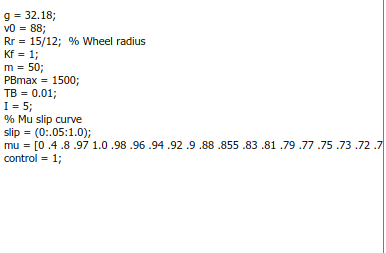 g = 32.18;
v0 = 88;
Rr = 15/12; % Wheel radius
Kf = 1;
m = 50;
PBmax = 1500;
TB = 0.01;
I = 5;
% Mu slip curve
slip = (0:.05:1.0);
mu = [0 .4 .8 .97 1.0 .98 .96 .94 .92 .9 .88 .855 .83 .81 .79 .77 .75 .73 .72 .7
control = 1;